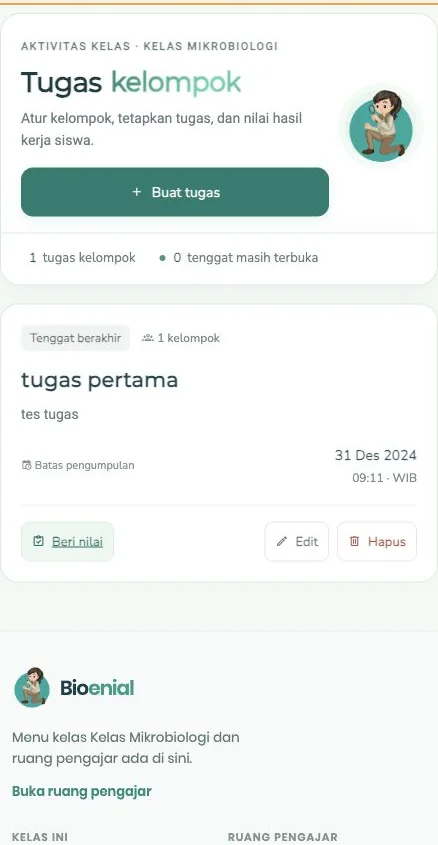 AKTIVITAS KELAS · KELAS MIKROBIOLOGI
Tugas kelompok
Atur kelompok, tetapkan tugas, dan nilai hasil
kerja siswa.
+ Buat tugas
1 tugas kelompok • 0 tenggat masih terbuka
Tenggat berakhir 1 kelompok
tugas pertama
tes tugas
Batas pengumpulan
31 Des 2024
09:11 · WIB
Beri nilai Edit Hapus
Bioenial
Menu kelas Kelas Mikrobiologi dan
ruang pengajar ada di sini.
Buka ruang pengajar
KELAS INI RUANG PENGAJAR